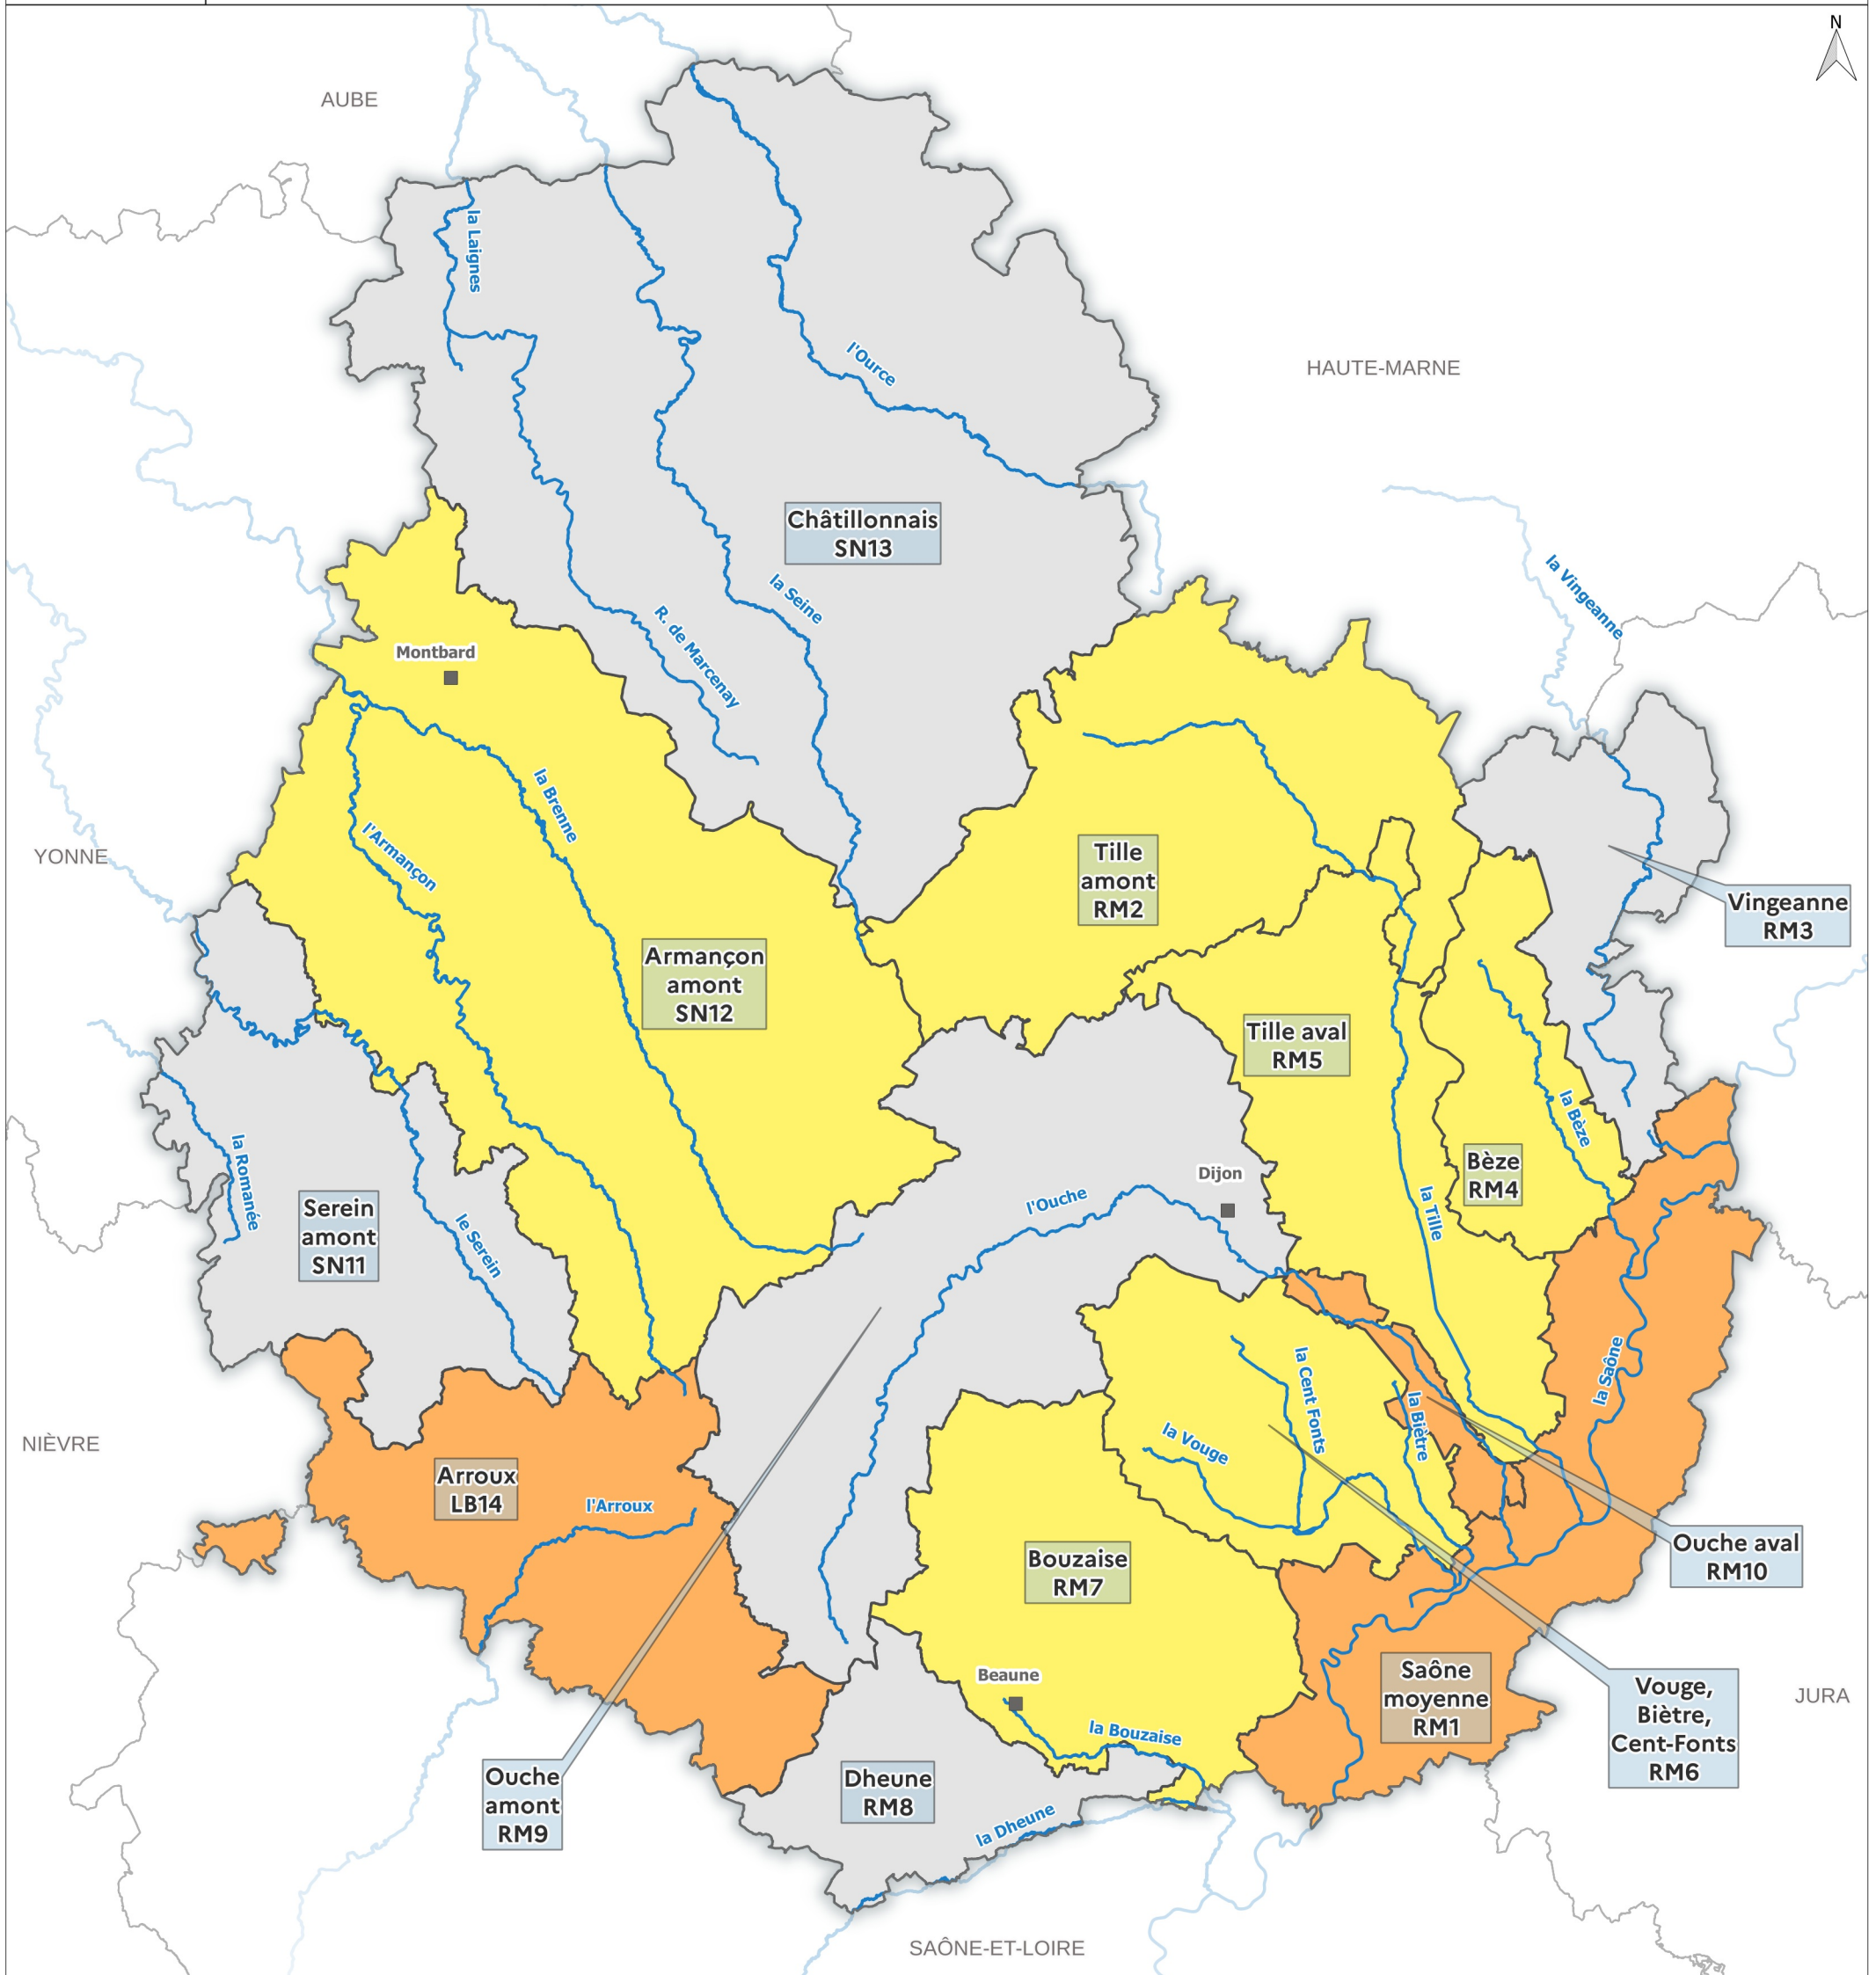 N
AUBE
la Laignes
l'Ource
HAUTE-MARNE
Châtillonnais
SN13
la Vingeanne
la Seine
R. de Marcenay
Montbard
la Brenne
l'Armançon
YONNE
Tille
amont
RM2
Vingeanne
RM3
Armançon
amont
SN12
Tille aval
RM5
la Bèze
Bèze
RM4
la Romanée
Serein
amont
SN11
le Serein
Dijon
l'Ouche
la Tille
la Saône
la Cent Fonts
la Biètre
la Vouge
NIÈVRE
Arroux
LB14
l'Arroux
Ouche aval
RM10
Bouzaise
RM7
Beaune
la Bouzaise
Saône
moyenne
RM1
Vouge,
Biètre,
Cent-Fonts
RM6
JURA
Ouche
amont
RM9
Dheune
RM8
la Dheune
SAÔNE-ET-LOIRE